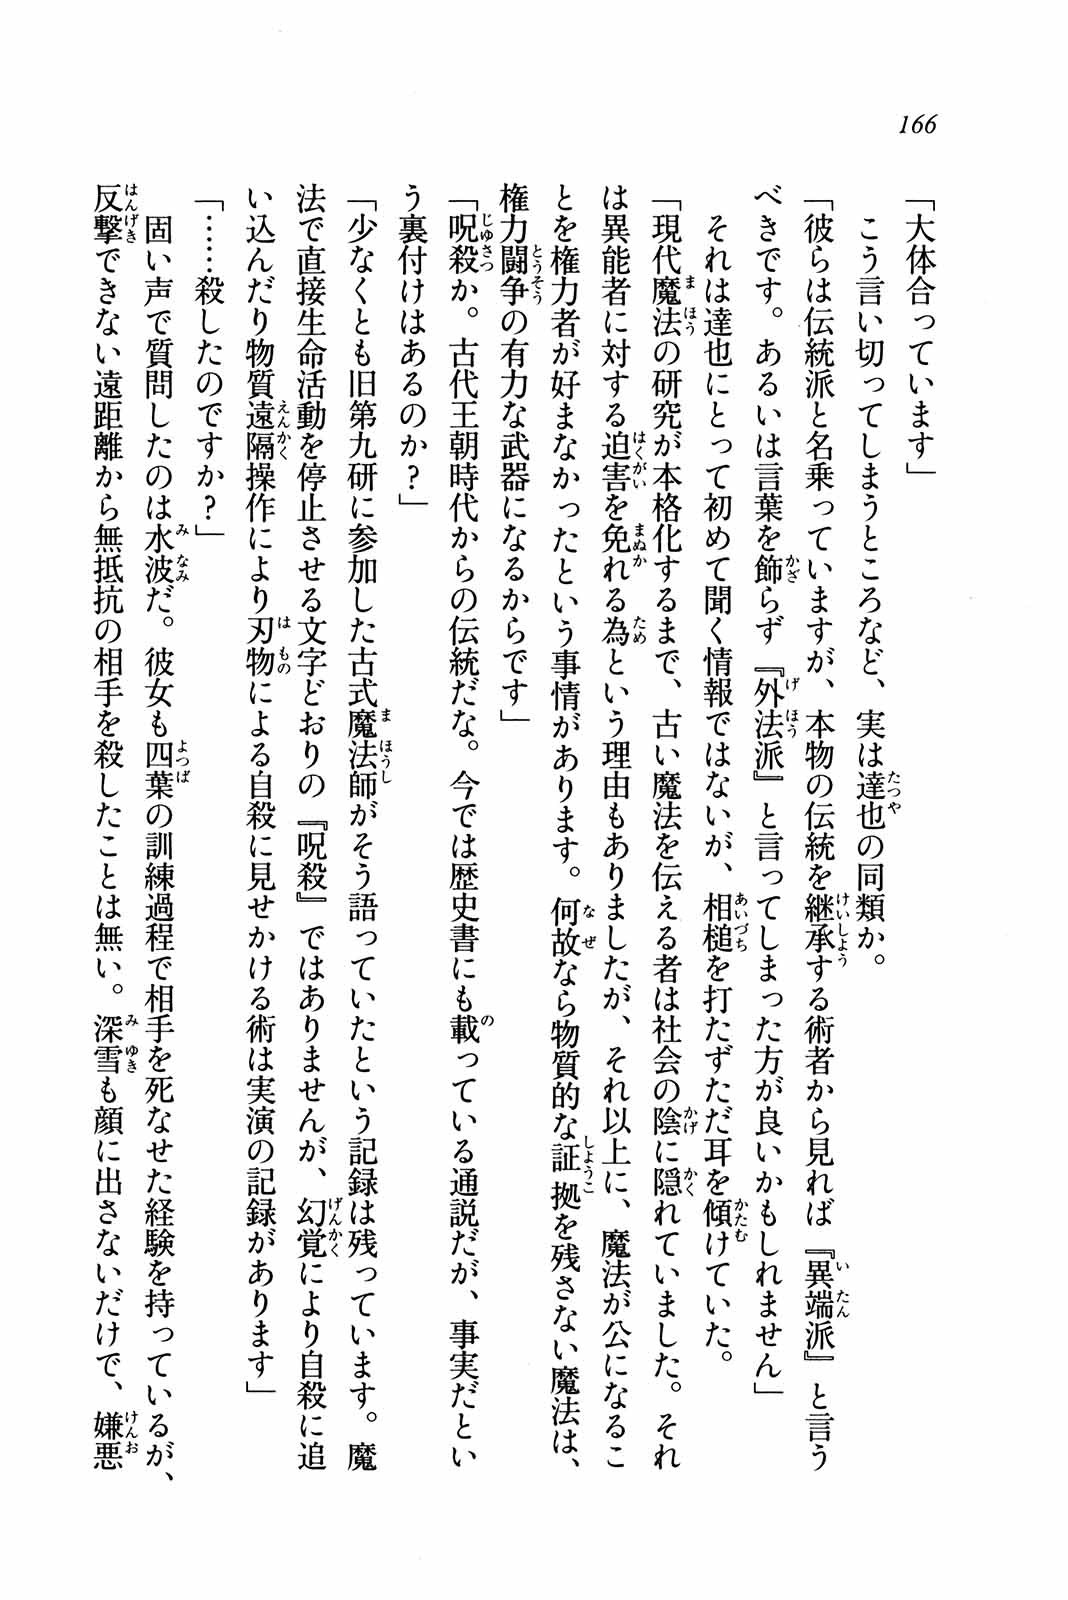 166
「大体合っています」
　こう言い切ってしまうところなど、実は達也の同類か。
「彼らは伝統派と名乗っていますが、本物の伝統を継承する術者から見れば『異端派』と言う
べきです。あるいは言葉を飾らず『外法派』と言ってしまった方が良いかもしれません」
　それは達也にとって初めて聞く情報ではないが、相槌を打たずただ耳を傾けていた。
「現代魔法の研究が本格化するまで、古い魔法を伝える者は社会の陰に隠れていました。それ
は異能者に対する迫害を免れる為という理由もありましたが、それ以上に、魔法が公になるこ
とを権力者が好まなかったという事情があります。何故なら物質的な証拠を残さない魔法は、
権力闘争の有力な武器になるからです」
「呪殺か。古代王朝時代からの伝統だな。今では歴史書にも載っている通説だが、事実だとい
う裏付けはあるのか？」
「少なくとも旧第九研に参加した古式魔法師がそう語っていたという記録は残っています。魔
法で直接生命活動を停止させる文字どおりの『呪殺』ではありませんが、幻覚により自殺に追
い込んだり物質遠隔操作により刃物による自殺に見せかける術は実演の記録があります」
「……殺したのですか？」
　固い声で質問したのは水波だ。彼女も四葉の訓練過程で相手を死なせた経験を持っているが、
反撃できない遠距離から無抵抗の相手を殺したことは無い。深雪も顔に出さないだけで、嫌悪